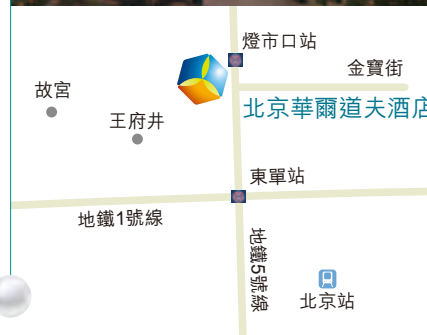 燈市口站
金寶街
故宮
北京華爾道夫酒店
王府井
東單站
地鐵1號線
地鐵5號線
北京站